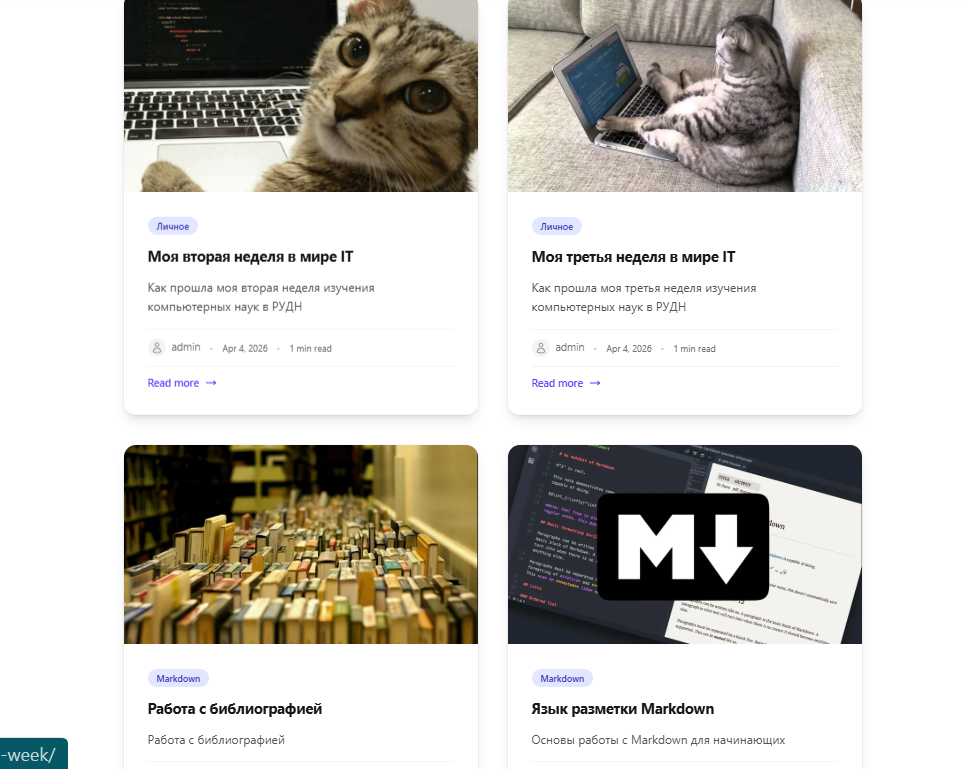 Личное
Моя вторая неделя в мире IT
Как прошла моя вторая неделя изучения
компьютерных наук в РУДН
admin · Apr 4, 2026 · 1 min read
Read more →
Личное
Моя третья неделя в мире IT
Как прошла моя третья неделя изучения
компьютерных наук в РУДН
admin · Apr 4, 2026 · 1 min read
Read more →
M
Markdown
Работа с библиографией
Работа с библиографией
Markdown
Язык разметки Markdown
Основы работы с Markdown для начинающих
-week/